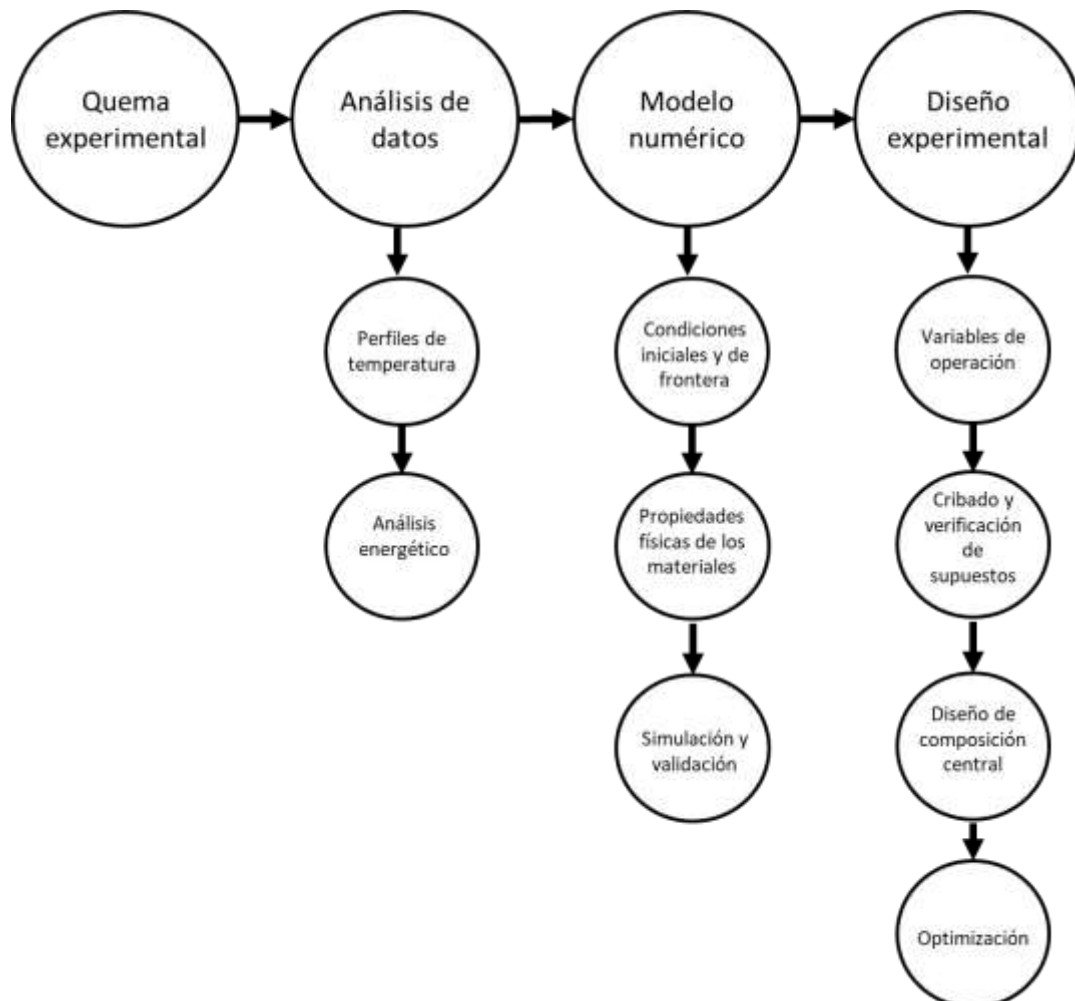 Quema
experimental
Análisis de
datos
Modelo
numérico
Diseño
experimental
Perfiles de
temperatura
Análisis
energético
Condiciones
iniciales y de
frontera
Propiedades
físicas de los
materiales
Simulación y
validación
Variables de
operación
Cribado y
verificación
de
supuestos
Diseño de
composición
central
Optimización